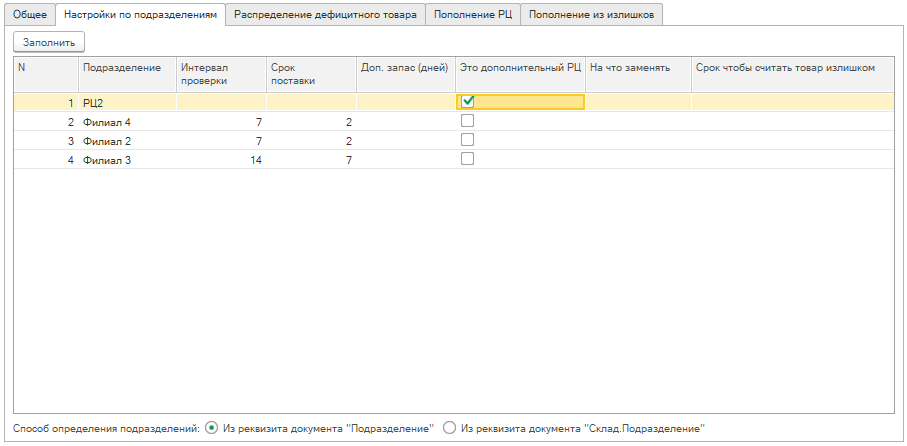 Общее Настройки по подразделениям Распределение дефицитного товара Пополнение РЦ Пополнение из излишков
Заполнить
N Подразделение Интервал проверки Срок поставки Доп. запас (дней) Это дополнительный РЦ На что заменять Срок чтобы считать товар излишком
1 РЦ2
2 Филиал 4 7 2
3 Филиал 2 7 2
4 Филиал 3 14 7
Способ определения подразделений: Из реквизита документа "Подразделение" Из реквизита документа "Склад.Подразделение"